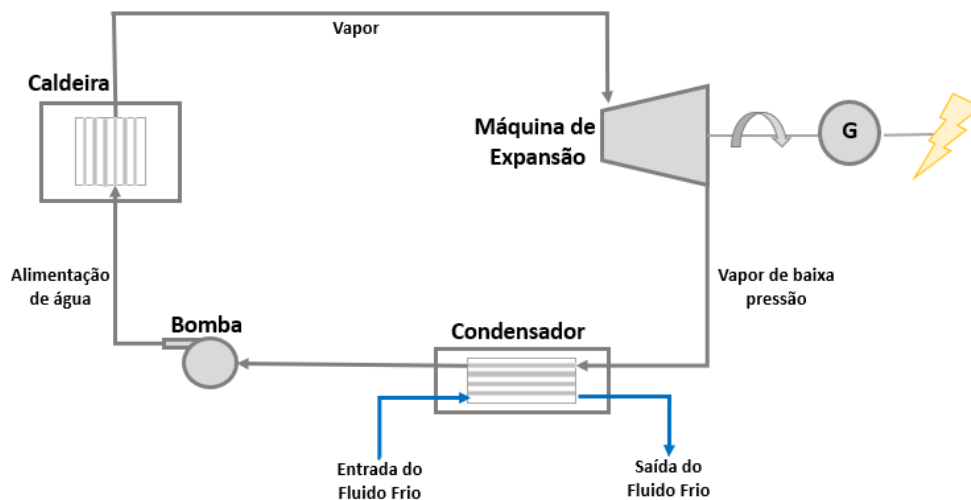 Vapor
Caldeira
Máquina de
Expansão
G
Alimentação
de água
Vapor de baixa
pressão
Bomba
Condensador
Entrada do
Fluido Frio
Saída do
Fluido Frio